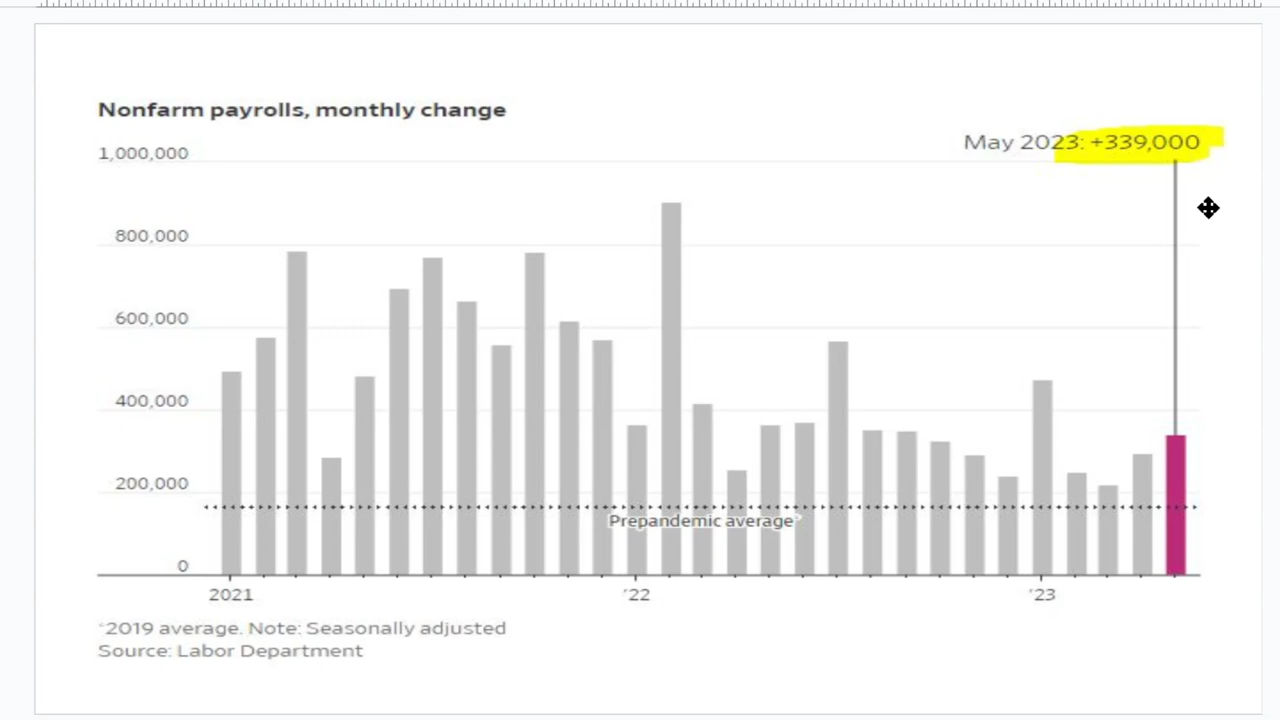 Nonfarm payrolls, monthly change
May 2023: +339,000
1,000,000
800,000
600,000
400,000
200,000
Prepandemic average*
0
2021
'22
'23
*2019 average. Note: Seasonally adjusted
Source: Labor Department